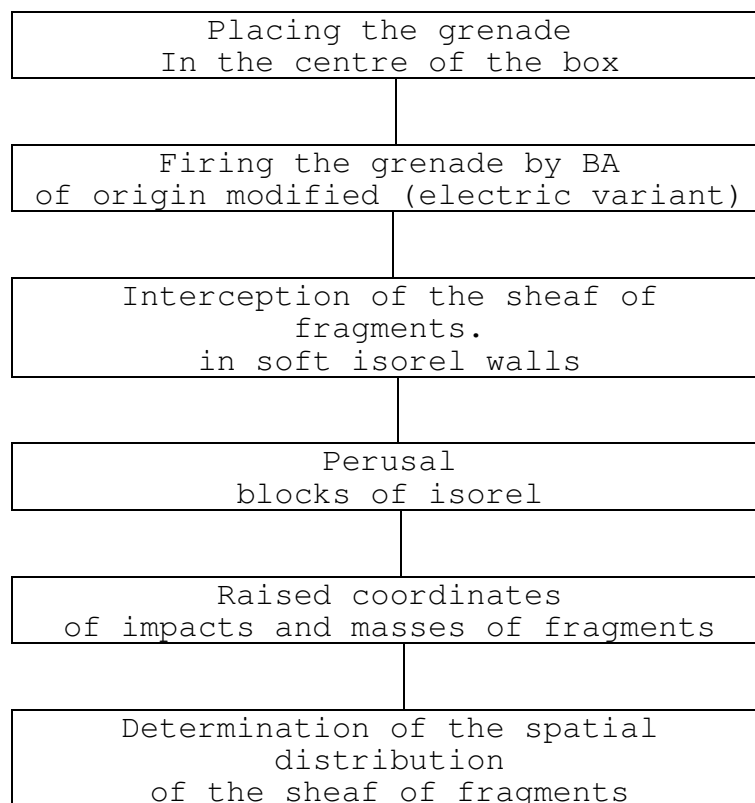 Placing the grenade
In the centre of the box
Firing the grenade by BA
of origin modified (electric variant)
Interception of the sheaf of
fragments.
in soft isorel walls
Perusal
blocks of isorel
Raised coordinates
of impacts and masses of fragments
Determination of the spatial
distribution
of the sheaf of fragments